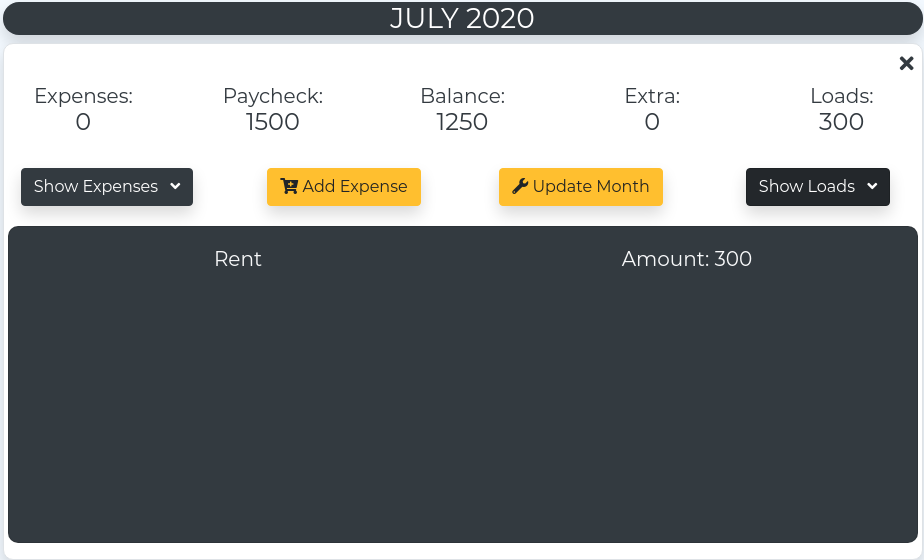 JULY 2020
Expenses: Paycheck: Balance: Extra: Loads:
0 1500 1250 0 300
Show Expenses Add Expense Update Month Show Loads
Rent Amount: 300